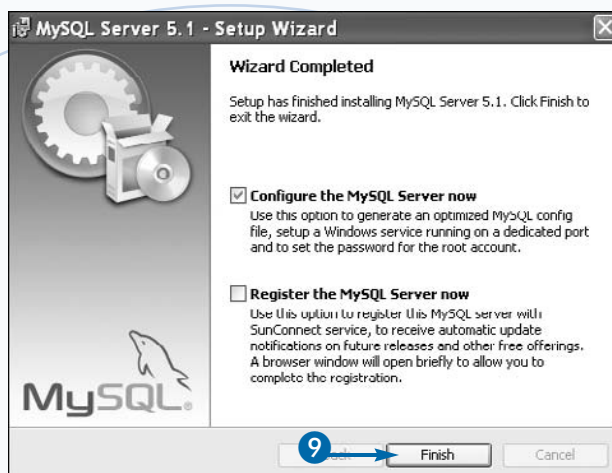 MySQL Server 5.1 - Setup Wizard
Wizard Completed
Setup has finished installing MySQL Server 5.1. Click Finish to
exit the wizard.
Configure the MySQL Server now
Use this option to generate an optimized MySQL config
file, setup a Windows service running on a dedicated port
and to set the password for the root account.
Register the MySQL Server now
Use this option to register this MySQL server with
SunConnect service, to receive automatic update
notifications on future releases and other free offerings.
A browser window will open briefly to allow you to
complete the registration.
MySQL
9
Finish
Cancel